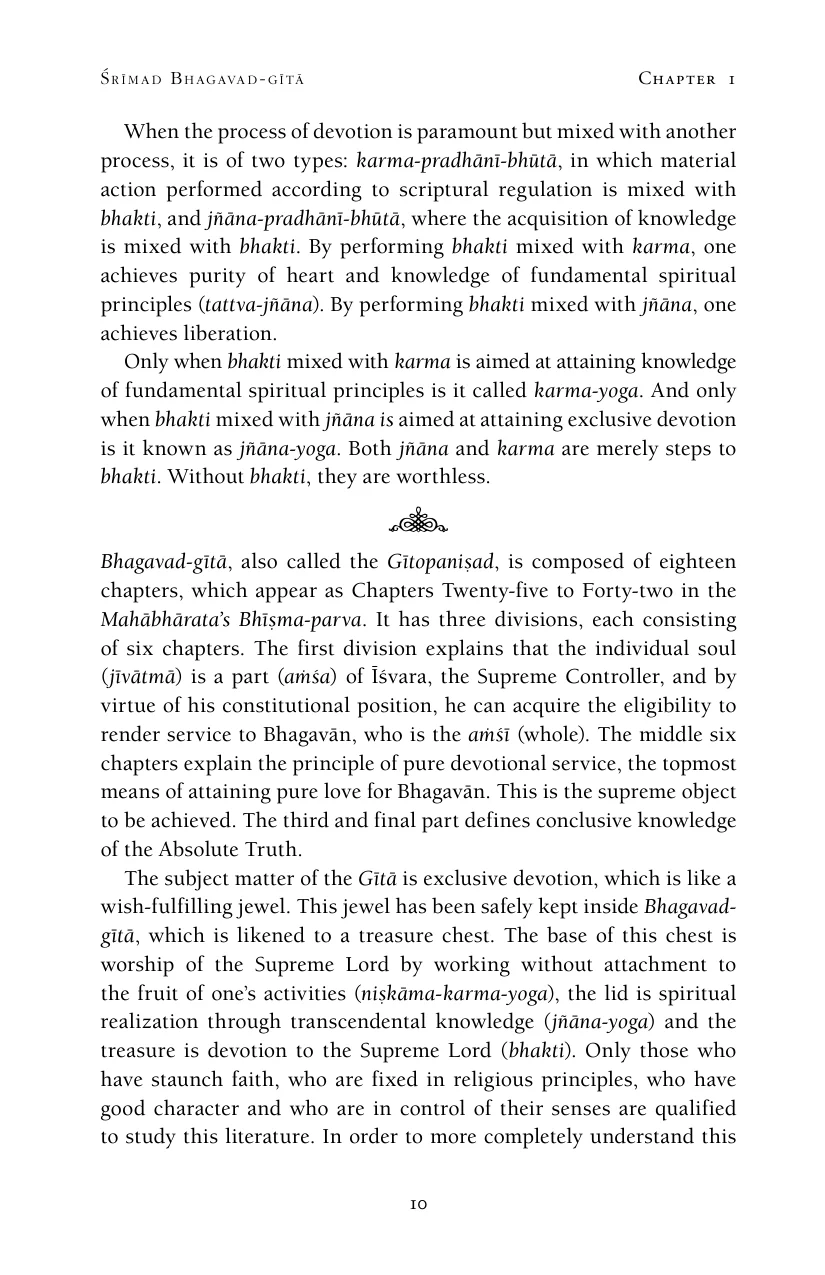 Śrīmad Bhagavad-gītā Chapter 1
When the process of devotion is paramount but mixed with another
process, it is of two types: karma-pradhānī-bhūtā, in which material
action performed according to scriptural regulation is mixed with
bhakti, and jñāna-pradhānī-bhūtā, where the acquisition of knowledge
is mixed with bhakti. By performing bhakti mixed with karma, one
achieves purity of heart and knowledge of fundamental spiritual
principles (tattva-jñāna). By performing bhakti mixed with jñāna, one
achieves liberation.
Only when bhakti mixed with karma is aimed at attaining knowledge
of fundamental spiritual principles is it called karma-yoga. And only
when bhakti mixed with jñāna is aimed at attaining exclusive devotion
is it known as jñāna-yoga. Both jñāna and karma are merely steps to
bhakti. Without bhakti, they are worthless.
Bhagavad-gītā, also called the Gītopaniṣad, is composed of eighteen
chapters, which appear as Chapters Twenty-five to Forty-two in the
Mahābhārata’s Bhīṣma-parva. It has three divisions, each consisting
of six chapters. The first division explains that the individual soul
(jīvātmā) is a part (aṁśa) of Īśvara, the Supreme Controller, and by
virtue of his constitutional position, he can acquire the eligibility to
render service to Bhagavān, who is the aṁśī (whole). The middle six
chapters explain the principle of pure devotional service, the topmost
means of attaining pure love for Bhagavān. This is the supreme object
to be achieved. The third and final part defines conclusive knowledge
of the Absolute Truth.
The subject matter of the Gītā is exclusive devotion, which is like a
wish-fulfilling jewel. This jewel has been safely kept inside Bhagavad-
gītā, which is likened to a treasure chest. The base of this chest is
worship of the Supreme Lord by working without attachment to
the fruit of one’s activities (niṣkāma-karma-yoga), the lid is spiritual
realization through transcendental knowledge (jñāna-yoga) and the
treasure is devotion to the Supreme Lord (bhakti). Only those who
have staunch faith, who are fixed in religious principles, who have
good character and who are in control of their senses are qualified
to study this literature. In order to more completely understand this
10